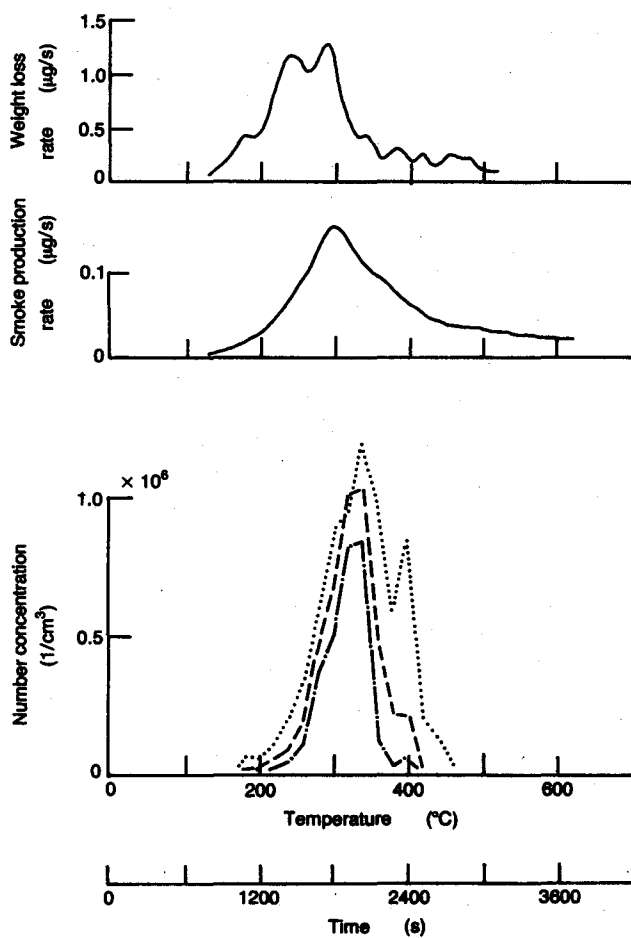 Weight loss
rate (μg/s)
1.5
1.0
0.5
0
Smoke production
rate (μg/s)
0.1
0
Number concentration
(1/cm³)
× 10⁶
1.0
0.5
0
0 200 400 600
Temperature (°C)
0 1200 2400 3600
Time (s)